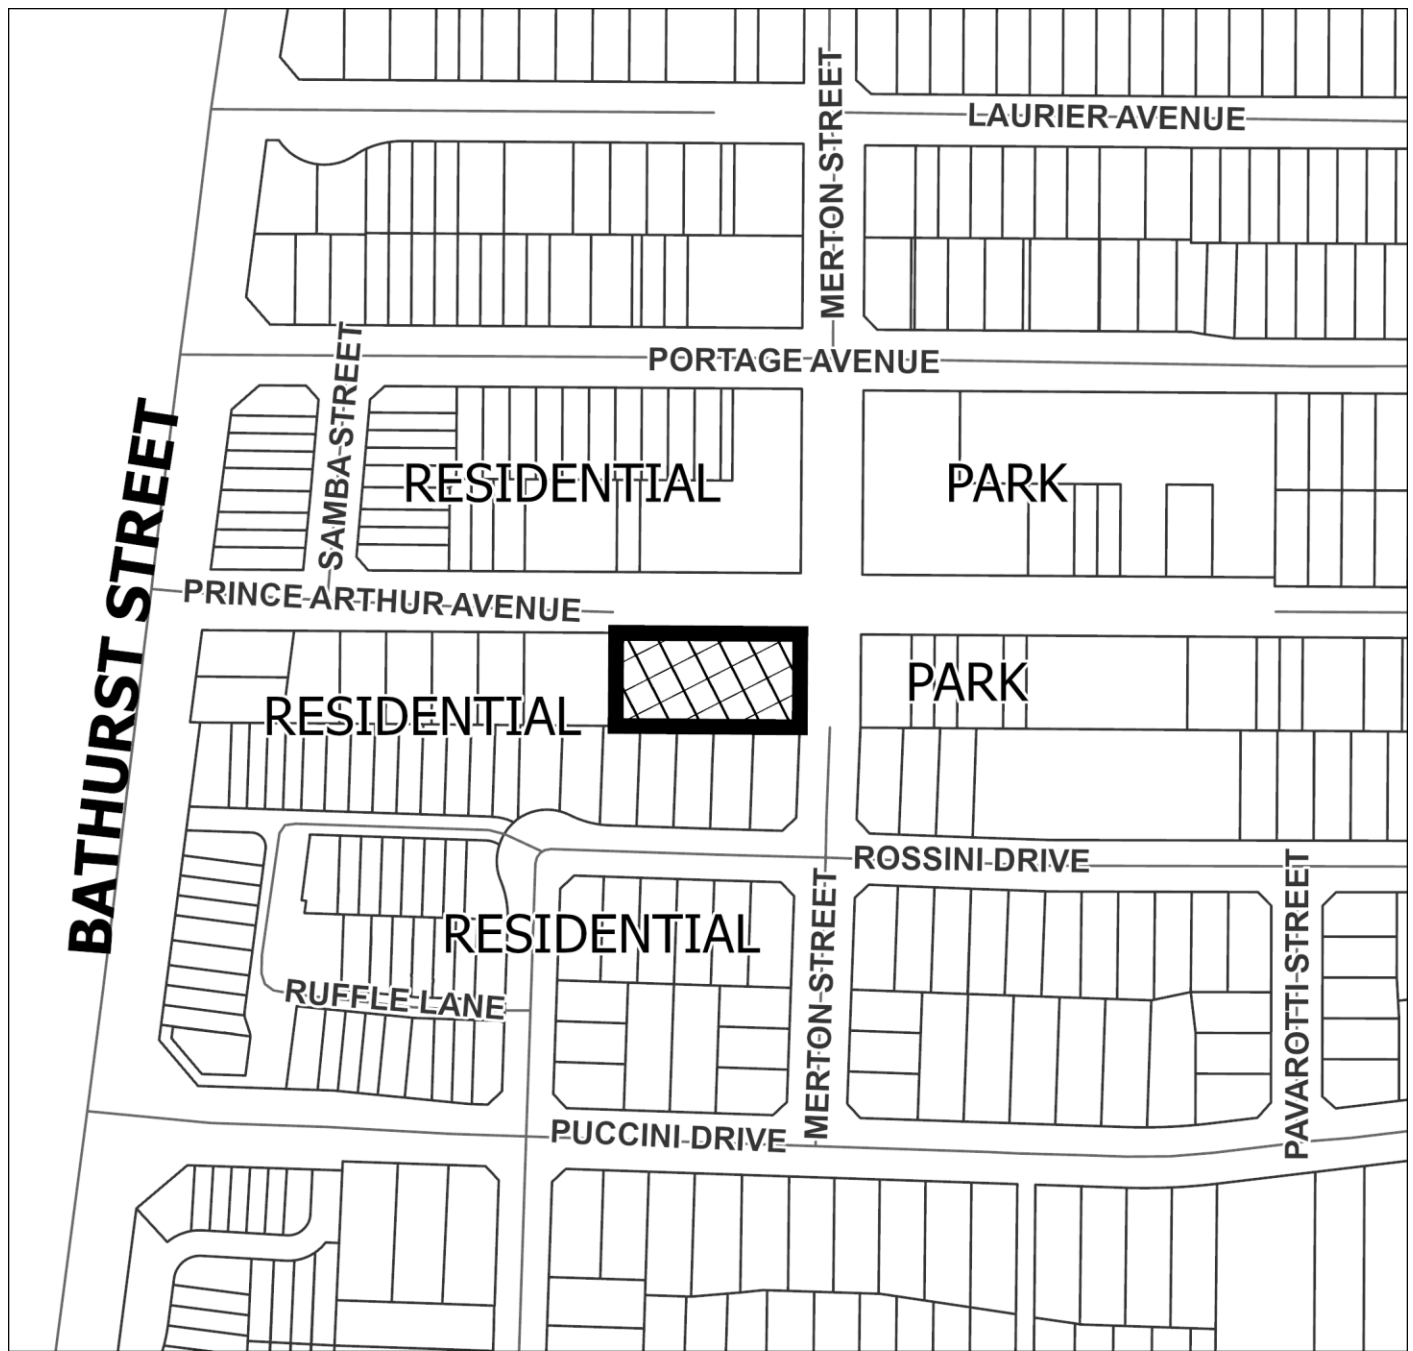 LAURIER AVENUE
MERTON STREET
PORTAGE AVENUE
SAMBA STREET
RESIDENTIAL
PARK
BATHURST STREET
PRINCE ARTHUR AVENUE
PARK
RESIDENTIAL
ROSSINI DRIVE
RESIDENTIAL
RUFFLE LANE
MERTON STREET
PAVAROTTI STREET
PUCCINI DRIVE